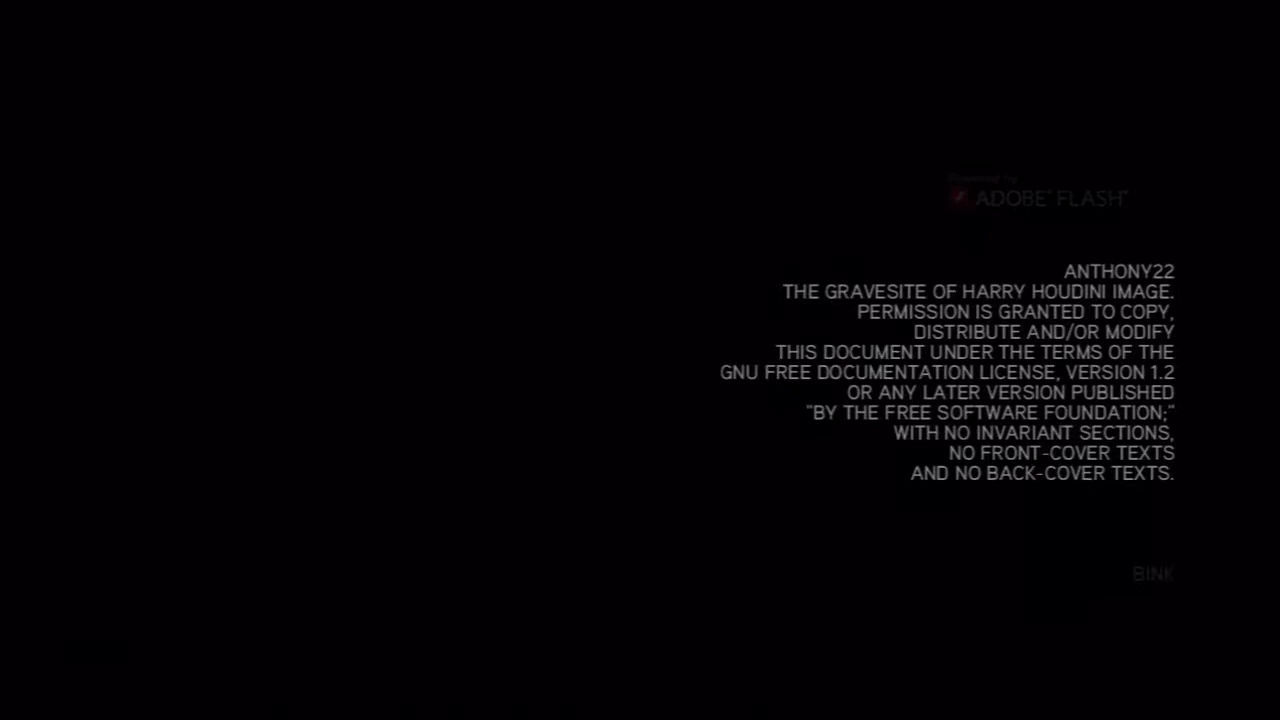 Powered by
ADOBE® FLASH®
ANTHONY22
THE GRAVESITE OF HARRY HOUDINI IMAGE.
PERMISSION IS GRANTED TO COPY,
DISTRIBUTE AND/OR MODIFY
THIS DOCUMENT UNDER THE TERMS OF THE
GNU FREE DOCUMENTATION LICENSE, VERSION 1.2
OR ANY LATER VERSION PUBLISHED
"BY THE FREE SOFTWARE FOUNDATION;"
WITH NO INVARIANT SECTIONS,
NO FRONT-COVER TEXTS
AND NO BACK-COVER TEXTS.
BINK